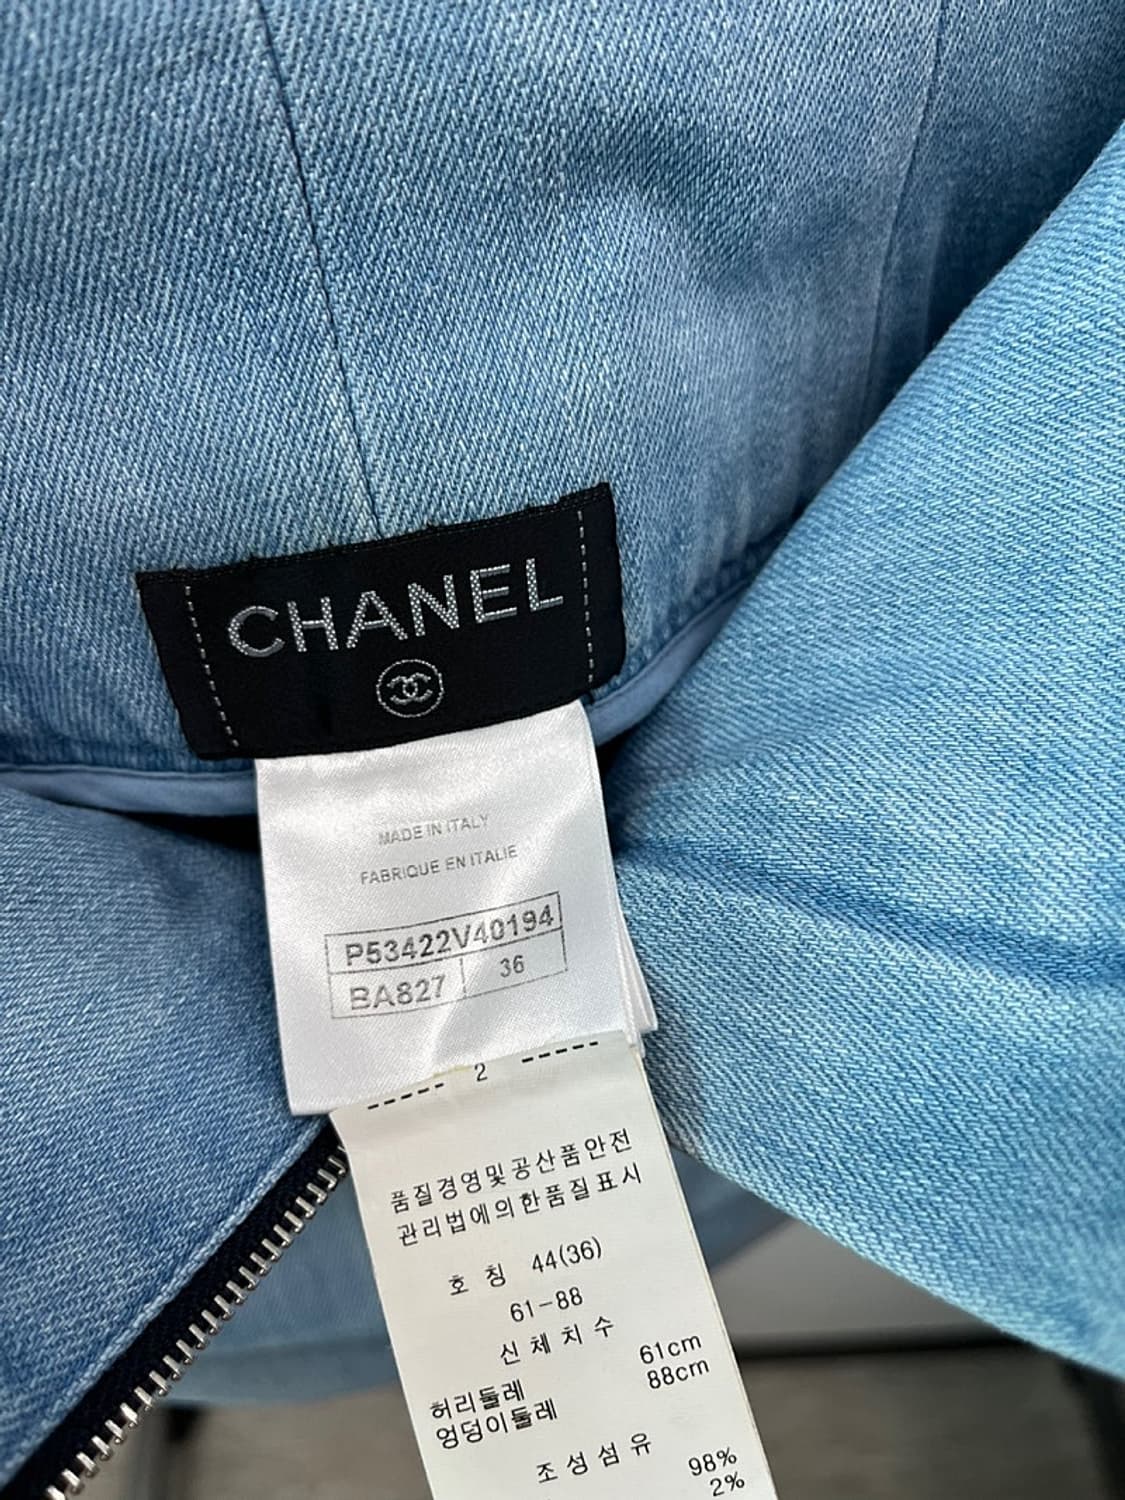 CHANEL
MADE IN ITALY
FABRIQUE EN ITALIE
P53422V40194
BA827 36
2
품질경영및공산품안전
관리법에의한품질표시
호 칭 44(36)
61-88
신 체 치 수
허리둘레 61cm
엉덩이둘레 88cm
조 성 섬 유
98%
2%